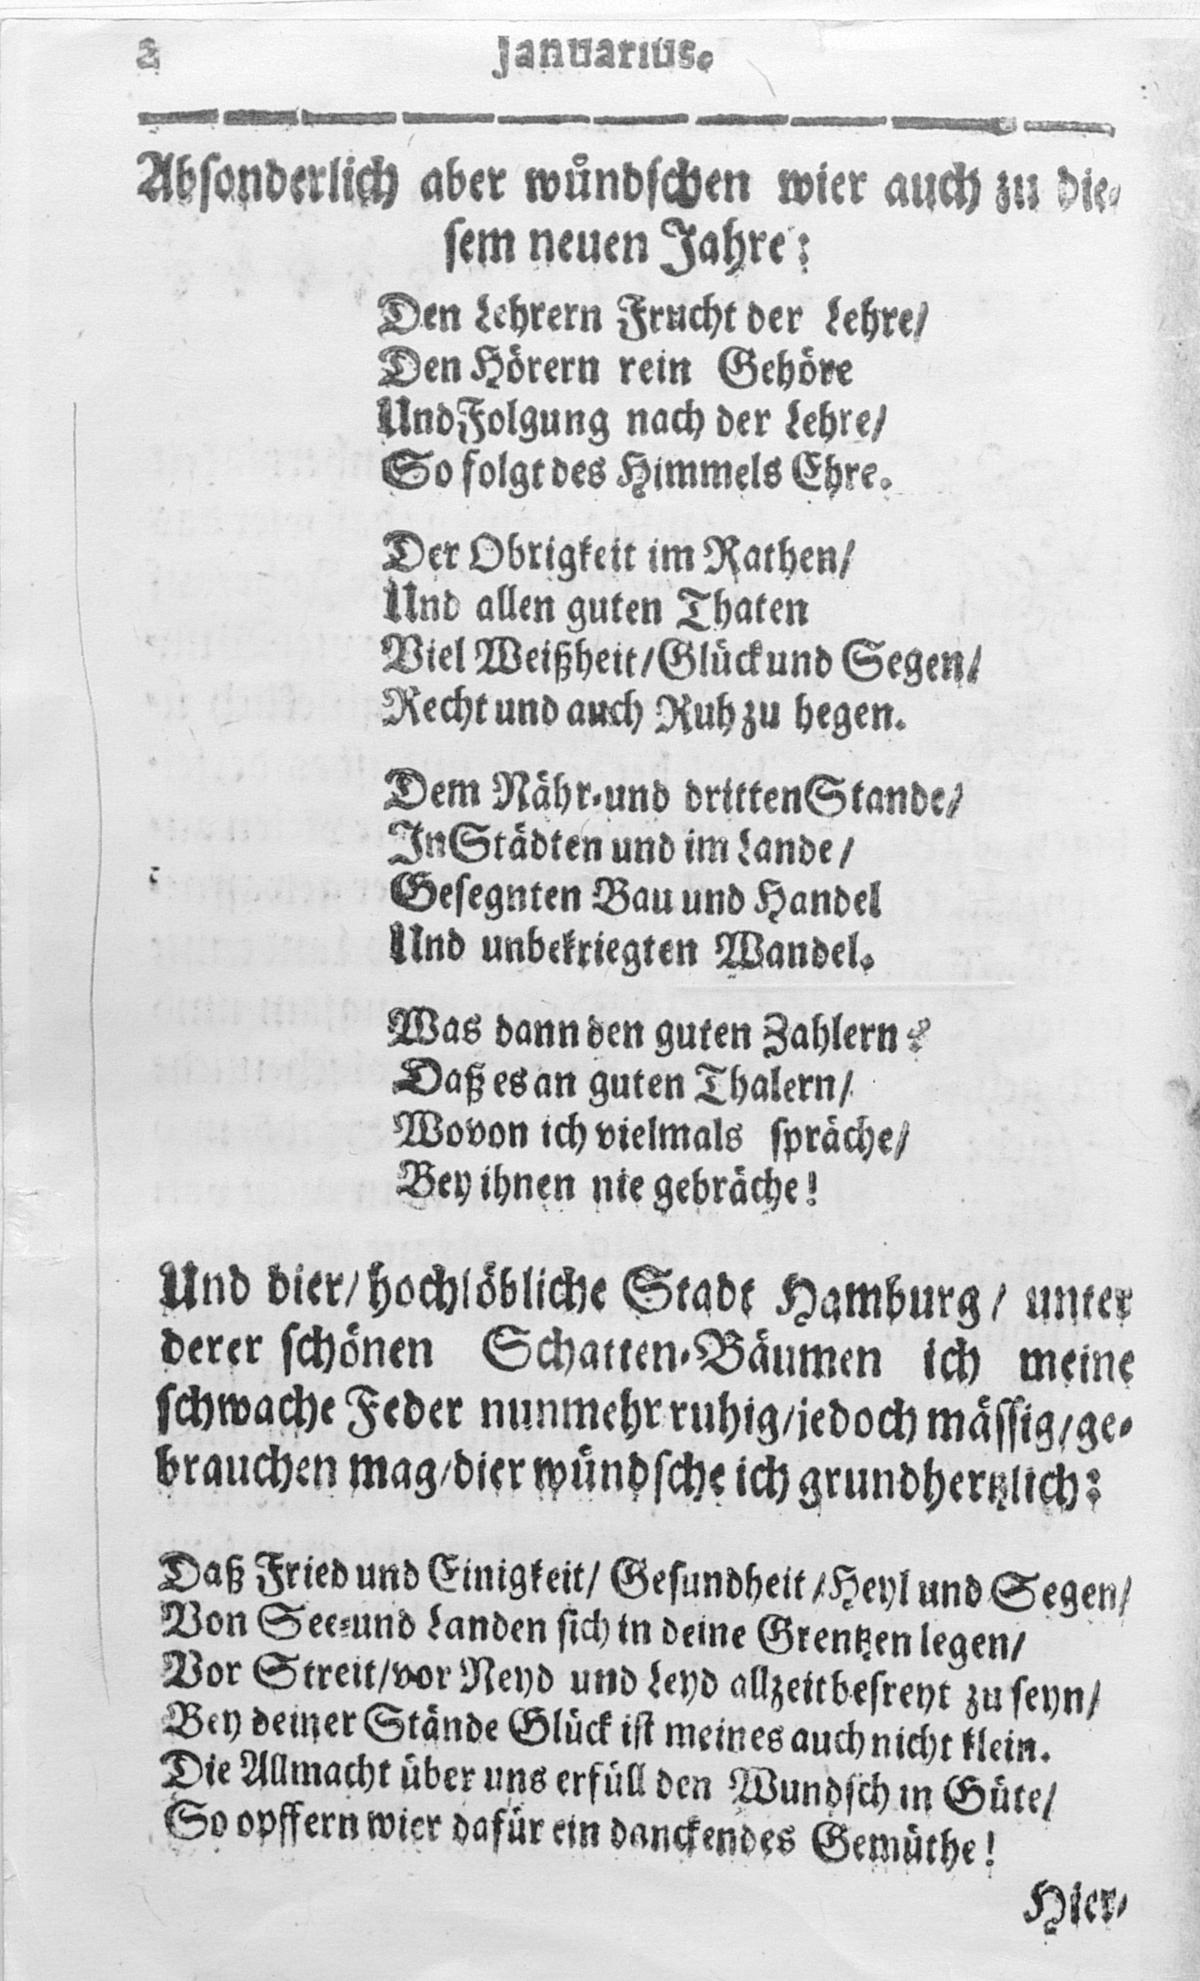 2 Januarius.
Absonderlich aber wůndschen wier auch zu die-
sem neuen Jahre:
Den Lehrern Frucht der Lehre/
Den Hörern rein Gehöre
Und Folgung nach der Lehre/
So folgt des Himmels Ehre.
Der Obrigkeit im Rathen/
Und allen guten Thaten
Viel Weißheit/Glück und Segen/
Recht und auch Ruh zu hegen.
Dem Nähr-und dritten Stande/
In Städten und im Lande/
Gesegnten Bau und Handel
Und unbekriegten Wandel.
Was dann den guten Zahlern?
Daß es an guten Thalern/
Wovon ich vielmals spräche/
Bey ihnen nie gebräche!
Und dier/hochlöbliche Stadt Hamburg/ unter
derer schönen Schatten-Bäumen ich meine
schwache Feder nunmehr ruhig/jedoch mässig/ge-
brauchen mag/dier wündsche ich grundhertzlich:
Daß Fried und Einigkeit/ Gesundheit/Heyl und Segen/
Von See-und Landen sich in deine Grentzen legen/
Vor Streit/vor Neyd und Leyd allzeit befreyt zu seyn/
Bey deiner Stände Glück ist meines auch nicht klein.
Die Allmacht über uns erfüll den Wundsch in Güte/
So opffern wier dafür ein danckendes Gemüthe!
Hier-